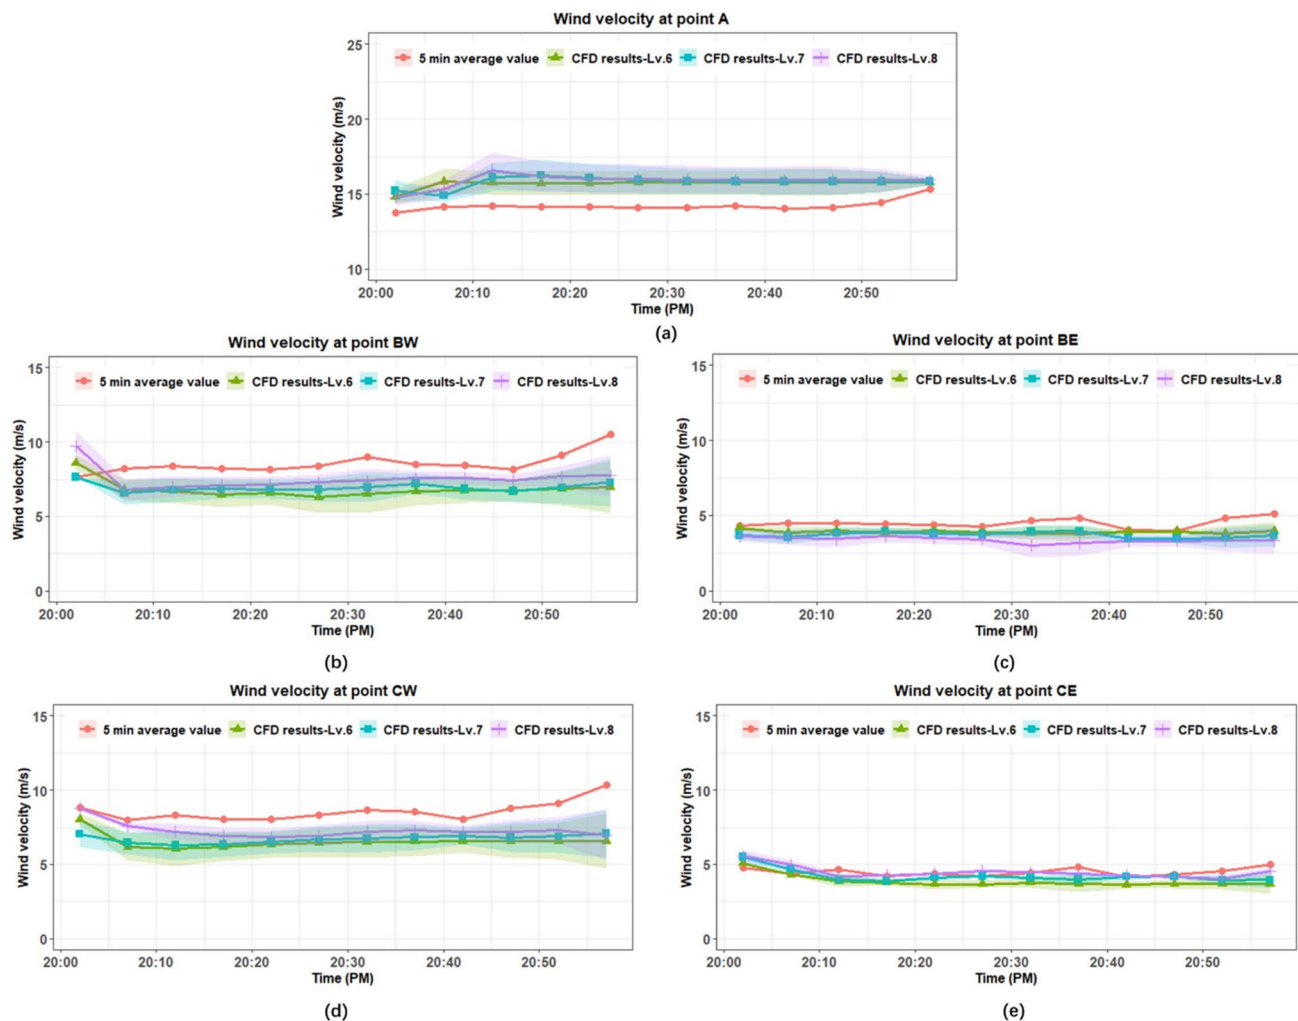 Wind velocity at point A
5 min average value CFD results-Lv.6 CFD results-Lv.7 CFD results-Lv.8
Wind velocity (m/s)
25
20
15
10
20:00 20:10 20:20 20:30 20:40 20:50
Time (PM)
(a)
Wind velocity at point BW
5 min average value CFD results-Lv.6 CFD results-Lv.7 CFD results-Lv.8
Wind velocity (m/s)
15
10
5
0
20:00 20:10 20:20 20:30 20:40 20:50
Time (PM)
(b)
Wind velocity at point BE
5 min average value CFD results-Lv.6 CFD results-Lv.7 CFD results-Lv.8
Wind velocity (m/s)
15
10
5
0
20:00 20:10 20:20 20:30 20:40 20:50
Time (PM)
(c)
Wind velocity at point CW
5 min average value CFD results-Lv.6 CFD results-Lv.7 CFD results-Lv.8
Wind velocity (m/s)
15
10
5
0
20:00 20:10 20:20 20:30 20:40 20:50
Time (PM)
(d)
Wind velocity at point CE
5 min average value CFD results-Lv.6 CFD results-Lv.7 CFD results-Lv.8
Wind velocity (m/s)
15
10
5
0
20:00 20:10 20:20 20:30 20:40 20:50
Time (PM)
(e)